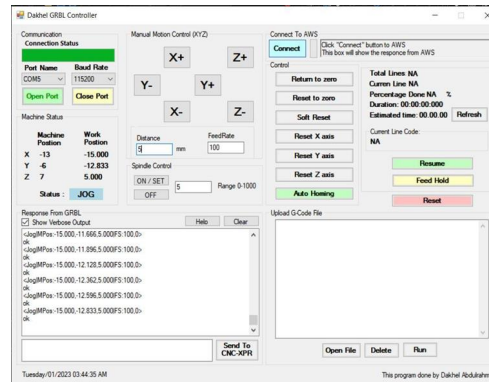 Dakhel GRBL Controller
Communication
Connection Status
Port Name Baud Rate
COM5 115200
Open Port Close Port
Machine Status
Machine Postion Work Postion
X -13 -15.000
Y -6 -12.833
Z 7 5.000
Status : JOG
Manual Motion Control (XYZ)
X+ Z+
Y- Y+
X- Z-
Distance FeedRate
5 mm 100
Spindle Control
ON / SET
OFF
5 Range 0-1000
Connect To AWS
Connect
Click "Connect" button to AWS
This box will show the responce from AWS
Control
Return to zero
Reset to zero
Soft Reset
Reset X axis
Reset Y axis
Reset Z axis
Auto Homing
Total Lines NA
Curren Line NA
Percentage Done NA %
Duration: 00:00:00:000
Estimated time: 00.00.00 Refresh
Current Line Code:
NA
Resume
Feed Hold
Reset
Response From GRBL
Show Verbose Output Help Clear
<Jog|MPos:-15.000,-11.666,5.000|FS:100,0>
ok
<Jog|MPos:-15.000,-11.896,5.000|FS:100,0>
ok
<Jog|MPos:-15.000,-12.128,5.000|FS:100,0>
ok
<Jog|MPos:-15.000,-12.362,5.000|FS:100,0>
ok
<Jog|MPos:-15.000,-12.596,5.000|FS:100,0>
ok
<Jog|MPos:-15.000,-12.833,5.000|FS:100,0>
ok
Send To
CNC-XPR
Upload G-Code File
Open File Delete Run
Tuesday/01/2023 03:44:35 AM
This program done by Dakhel Abdulrahm